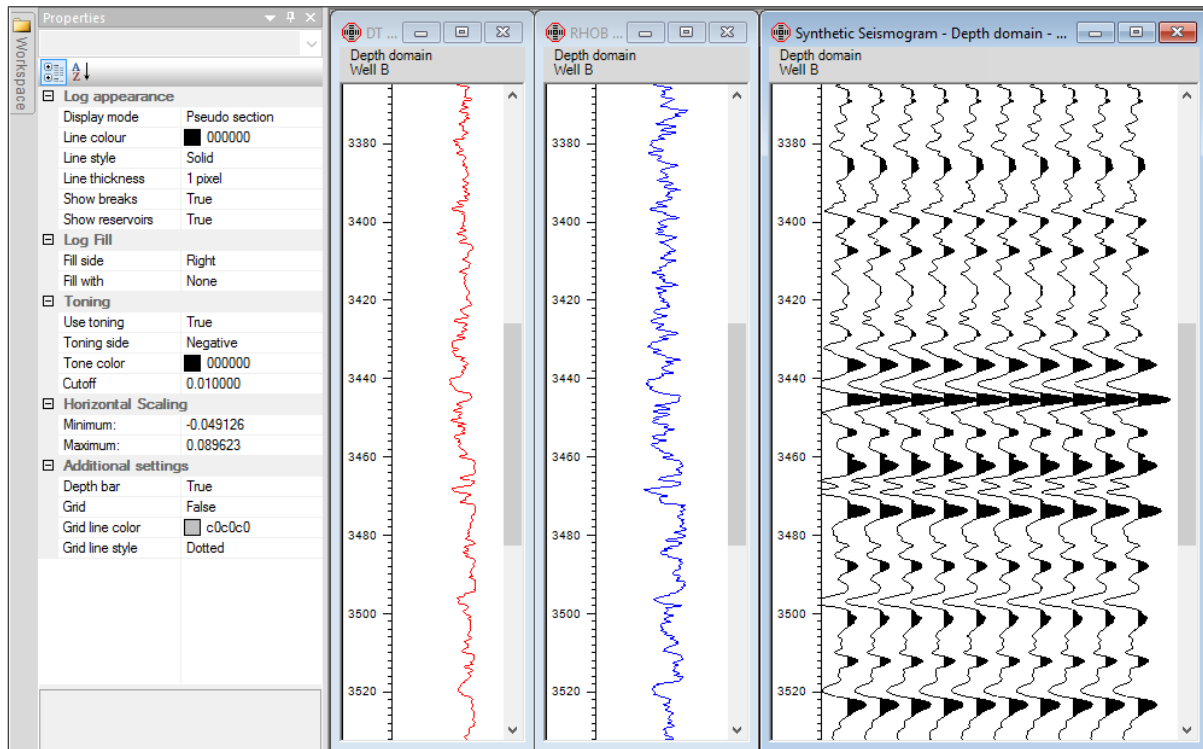 Properties
Workspace
Log appearance
Display mode Pseudo section
Line colour 000000
Line style Solid
Line thickness 1 pixel
Show breaks True
Show reservoirs True
Log Fill
Fill side Right
Fill with None
Toning
Use toning True
Toning side Negative
Tone color 000000
Cutoff 0.010000
Horizontal Scaling
Minimum: -0.049126
Maximum: 0.089623
Additional settings
Depth bar True
Grid False
Grid line color c0c0c0
Grid line style Dotted
DT ...
Depth domain
Well B
3380
3400
3420
3440
3460
3480
3500
3520
RHOB ...
Depth domain
Well B
3380
3400
3420
3440
3460
3480
3500
3520
Synthetic Seismogram - Depth domain - ...
Depth domain
Well B
3380
3400
3420
3440
3460
3480
3500
3520